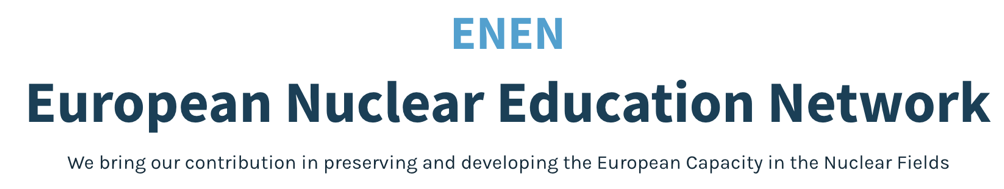 ENEN
European Nuclear Education Network
We bring our contribution in preserving and developing the European Capacity in the Nuclear Fields